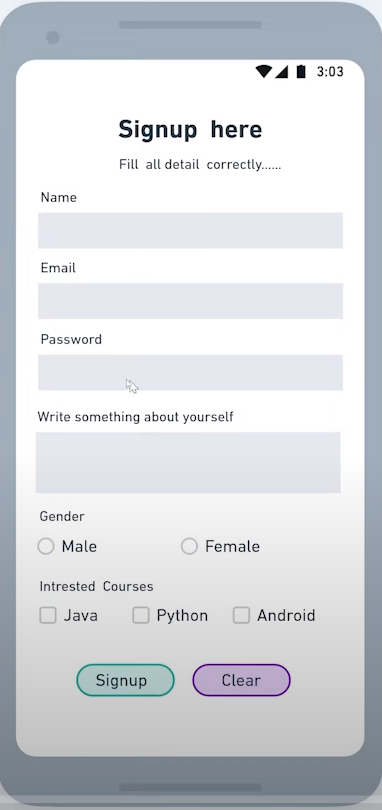 3:03
Signup here
Fill all detail correctly......
Name
Email
Password
Write something about yourself
Gender
Male Female
Intrested Courses
Java Python Android
Signup Clear